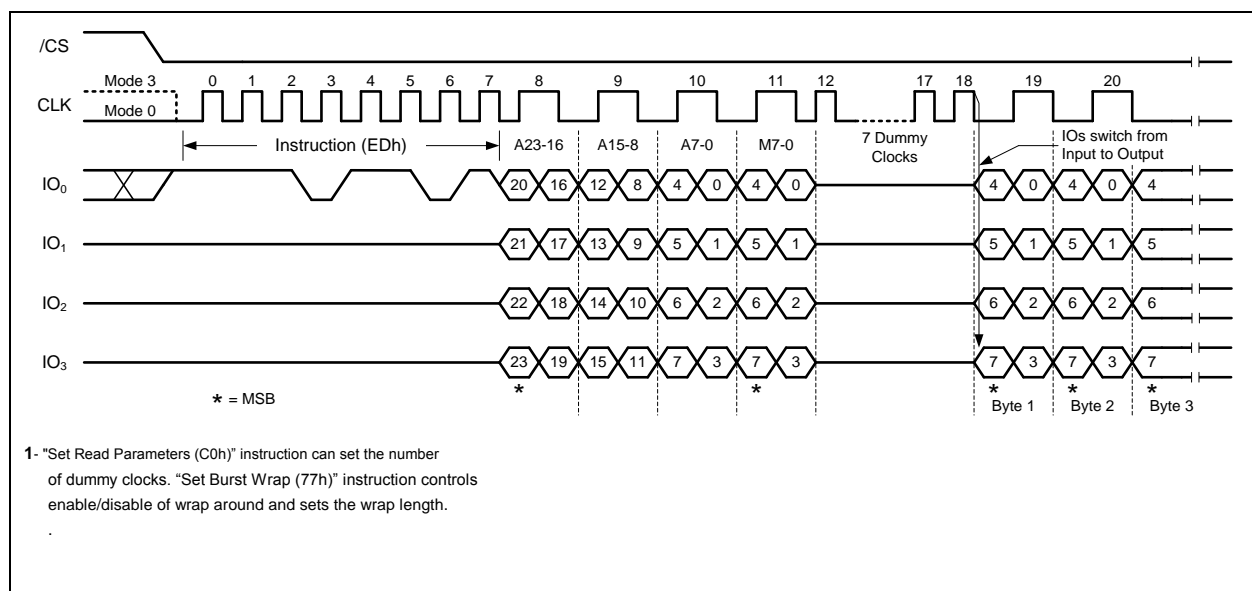 /CS
Mode 3 0 1 2 3 4 5 6 7 8 9 10 11 12 17 18 19 20
CLK Mode 0
Instruction (EDh) A23-16 A15-8 A7-0 M7-0 7 Dummy
Clocks
IOs switch from
Input to Output
IO0 20 16 12 8 4 0 4 0 4 0 4 0 4
IO1 21 17 13 9 5 1 5 1 5 1 5 1 5
IO2 22 18 14 10 6 2 6 2 6 2 6 2 6
IO3 23 19 15 11 7 3 7 3 7 3 7 3 7
* * * * *
* = MSB
Byte 1 Byte 2 Byte 3
1- "Set Read Parameters (C0h)” instruction can set the number
of dummy clocks. “Set Burst Wrap (77h)” instruction controls
enable/disable of wrap around and sets the wrap length.
.